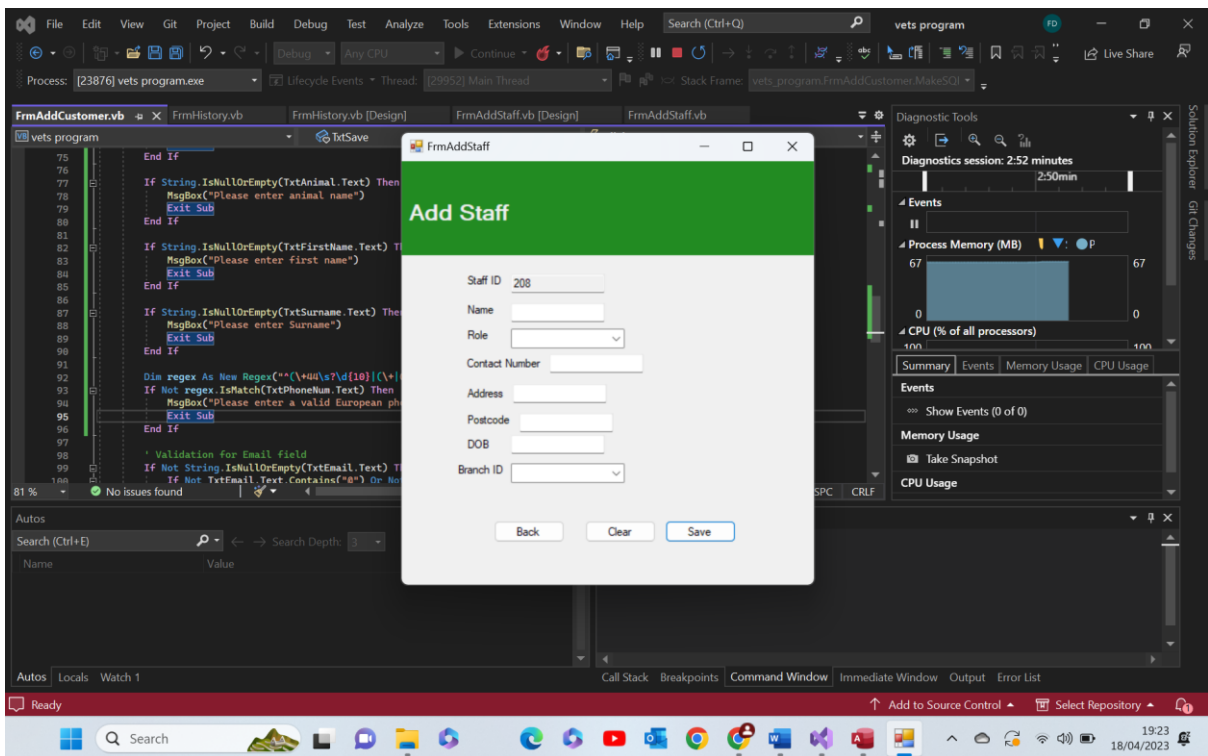 File Edit View Git Project Build Debug Test Analyze Tools Extensions Window Help Search (Ctrl+Q) vets program FD
Debug Any CPU Continue Live Share
Process: [23876] vets program.exe Lifecycle Events Thread: [29952] Main Thread Stack Frame: vets_program.FrmAddCustomer.MakeSQl
FrmAddCustomer.vb FrmHistory.vb FrmHistory.vb [Design] FrmAddStaff.vb [Design] FrmAddStaff.vb
vets program TxtSave
75 End If
76
77 If String.IsNullOrEmpty(TxtAnimal.Text) Then
78 MsgBox("Please enter animal name")
79 Exit Sub
80 End If
81
82 If String.IsNullOrEmpty(TxtFirstName.Text) T
83 MsgBox("Please enter first name")
84 Exit Sub
85 End If
86
87 If String.IsNullOrEmpty(TxtSurname.Text) The
88 MsgBox("Please enter Surname")
89 Exit Sub
90 End If
91
92 Dim regex As New Regex("^(\+44\s?\d{10}|(\+|
93 If Not regex.IsMatch(TxtPhoneNum.Text) Then
94 MsgBox("Please enter a valid European ph
95 Exit Sub
96 End If
97
98 ' Validation for Email field
99 If Not String.IsNullOrEmpty(TxtEmail.Text) T
100 If Not TxtEmail.Text.Contains("@") Or No
81 % No issues found SPC CRLF
FrmAddStaff
Add Staff
Staff ID 208
Name
Role
Contact Number
Address
Postcode
DOB
Branch ID
Back Clear Save
Diagnostic Tools
Diagnostics session: 2:52 minutes
2:50min
Events
Process Memory (MB) P
67 67
0 0
CPU (% of all processors)
100 100
Summary Events Memory Usage CPU Usage
Events
Show Events (0 of 0)
Memory Usage
Take Snapshot
CPU Usage
Solution Explorer
Git Changes
Autos
Search (Ctrl+E) Search Depth: 3
Name Value
Autos Locals Watch 1
Call Stack Breakpoints Command Window Immediate Window Output Error List
Ready Add to Source Control Select Repository
Search
19:23
18/04/2023